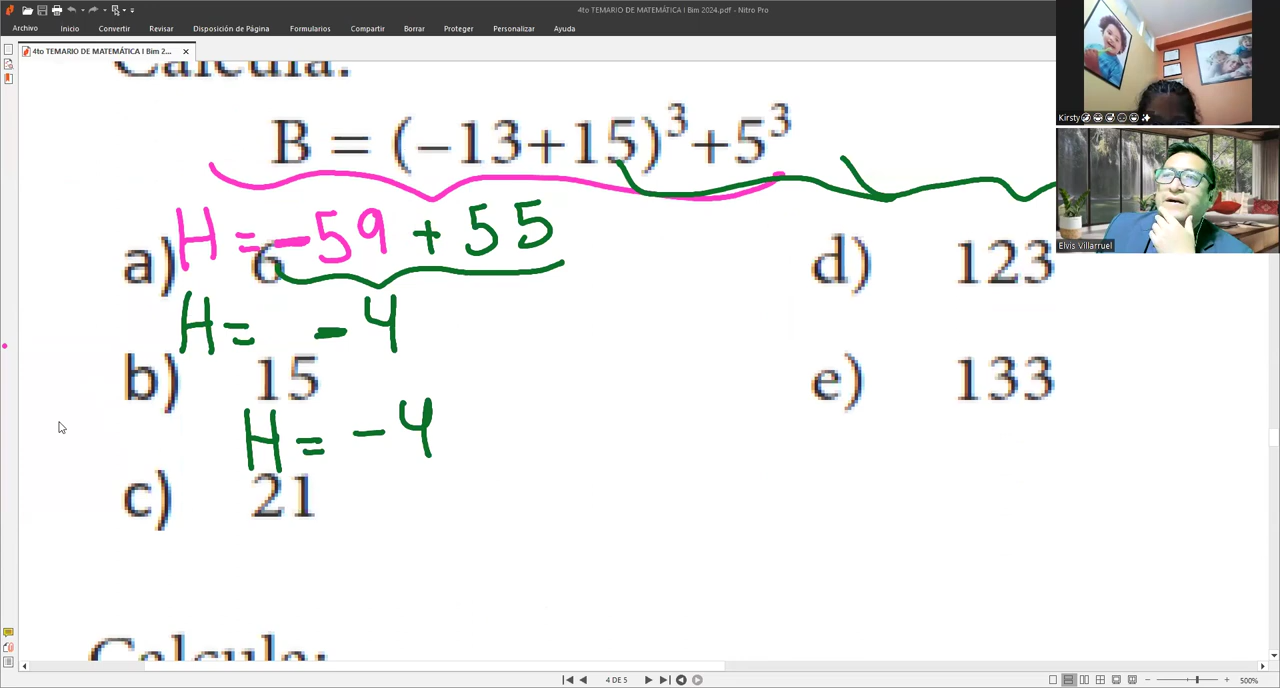 4to TEMARIO DE MATEMÁTICA I Bim 2024.pdf - Nitro Pro
Archivo Inicio Convertir Revisar Disposición de Página Formularios Compartir Borrar Proteger Personalizar Ayuda
4to TEMARIO DE MATEMÁTICA I Bim 2...
Calcula:
B = (−13+15)³+5³
H = -59 + 55
a) 6
d) 123
H = - 4
b) 15
e) 133
H = - 4
c) 21
Calcula:
Kirsty
Elvis Villarruel
4 DE 5
500%